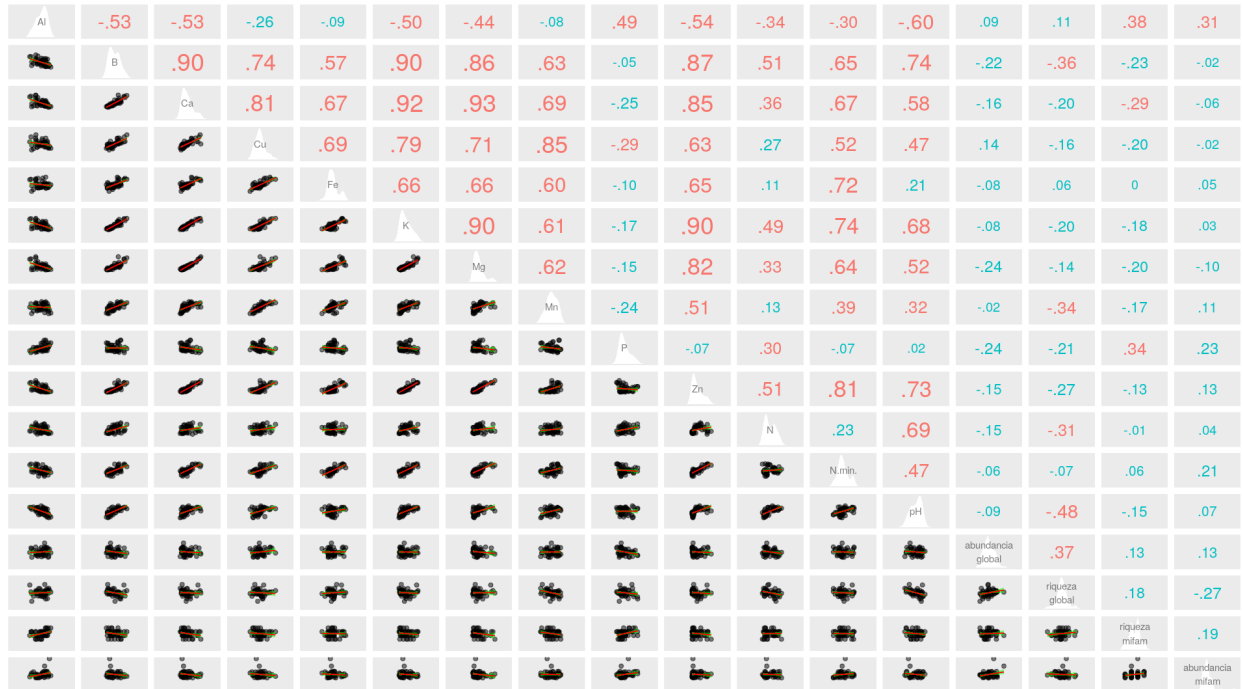 Al -.53 -.53 -.26 -.09 -.50 -.44 -.08 .49 -.54 -.34 -.30 -.60 .09 .11 .38 .31
B .90 .74 .57 .90 .86 .63 -.05 .87 .51 .65 .74 -.22 -.36 -.23 -.02
Ca .81 .67 .92 .93 .69 -.25 .85 .36 .67 .58 -.16 -.20 -.29 -.06
Cu .69 .79 .71 .85 -.29 .63 .27 .52 .47 .14 -.16 -.20 -.02
Fe .66 .66 .60 -.10 .65 .11 .72 .21 -.08 .06 0 .05
K .90 .61 -.17 .90 .49 .74 .68 -.08 -.20 -.18 .03
Mg .62 -.15 .82 .33 .64 .52 -.24 -.14 -.20 -.10
Mn -.24 .51 .13 .39 .32 -.02 -.34 -.17 .11
P -.07 .30 -.07 .02 -.24 -.21 .34 .23
Zn .51 .81 .73 -.15 -.27 -.13 .13
N .23 .69 -.15 -.31 -.01 .04
N.min. .47 -.06 -.07 .06 .21
pH -.09 -.48 -.15 .07
abundancia
global
.37 .13 .13
riqueza
global
.18 -.27
riqueza
mifam
.19
abundancia
mifam